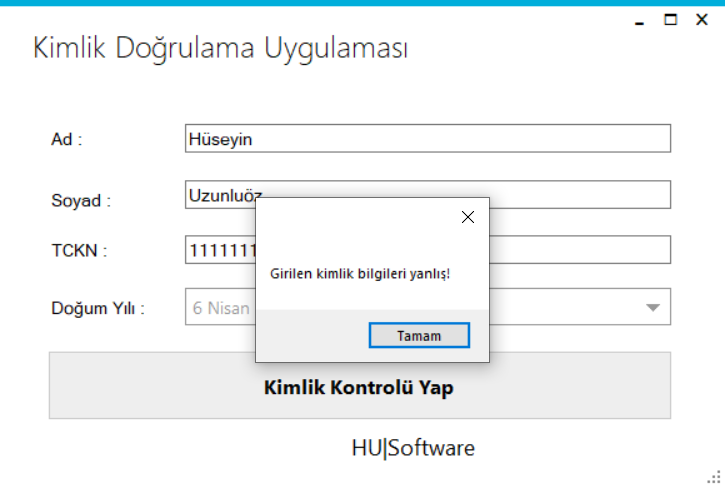 Kimlik Doğrulama Uygulaması
Ad :
Hüseyin
Soyad :
Uzunluöz
TCKN :
1111111
Girilen kimlik bilgileri yanlış!
Doğum Yılı :
6 Nisan
Tamam
Kimlik Kontrolü Yap
HU|Software